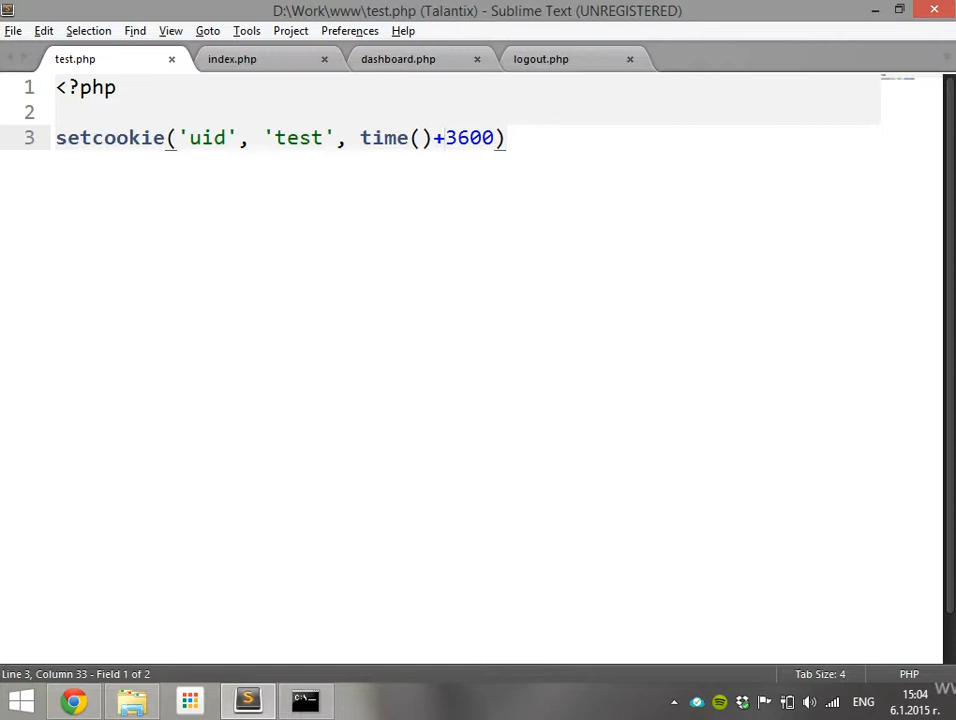 D:\Work\www\test.php (Talantix) - Sublime Text (UNREGISTERED)
File Edit Selection Find View Goto Tools Project Preferences Help
test.php index.php dashboard.php logout.php
1 <?php
2
3 setcookie('uid', 'test', time()+3600)
Line 3, Column 33 - Field 1 of 2 Tab Size: 4 PHP
ЕНГ 15:04
6.1.2015 г.